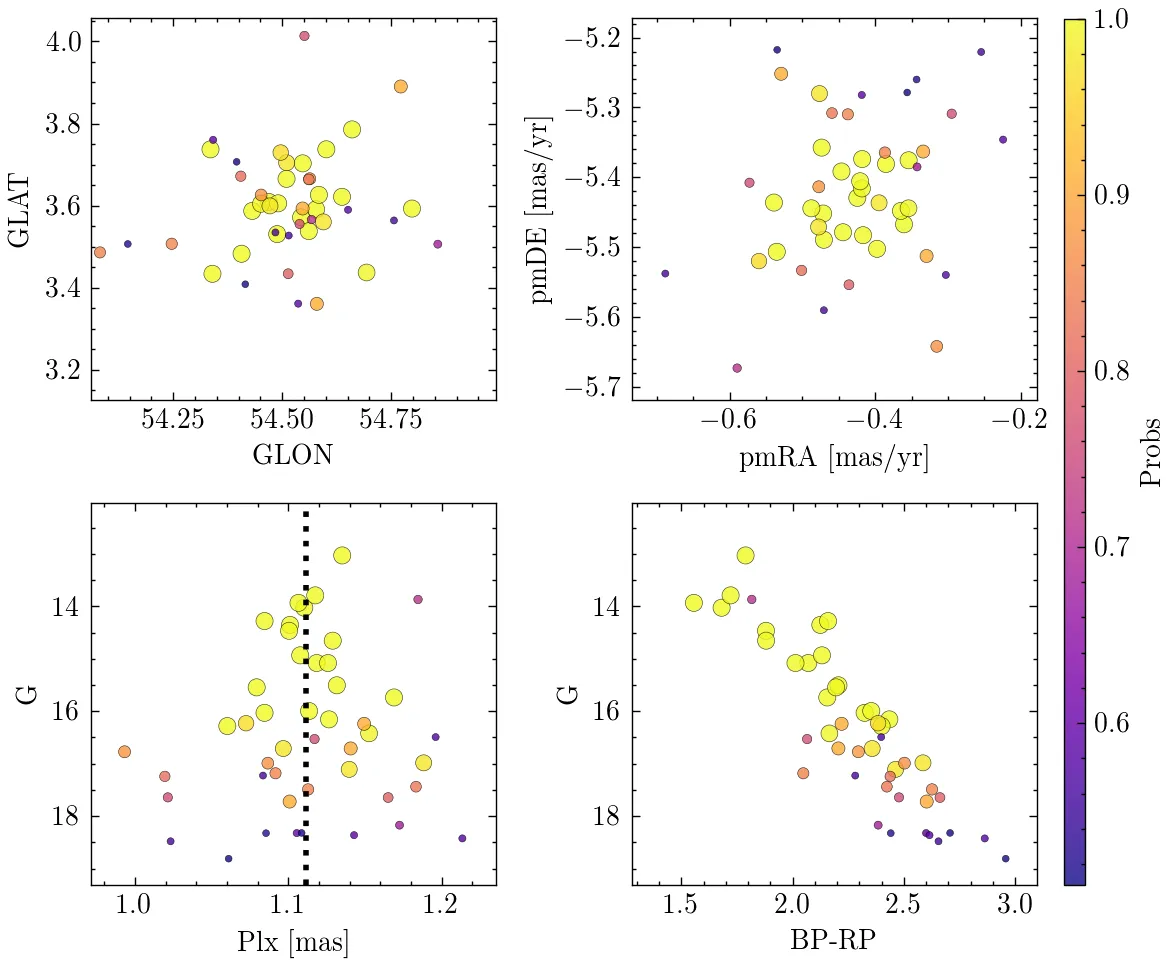 4.0
3.8
3.6
3.4
3.2
GLAT
54.25 54.50 54.75
GLON
−5.2
−5.3
−5.4
−5.5
−5.6
−5.7
pmDE [mas/yr]
−0.6 −0.4 −0.2
pmRA [mas/yr]
1.0
0.9
0.8
0.7
0.6
Probs
14
16
18
G
1.0 1.1 1.2
Plx [mas]
14
16
18
G
1.5 2.0 2.5 3.0
BP-RP